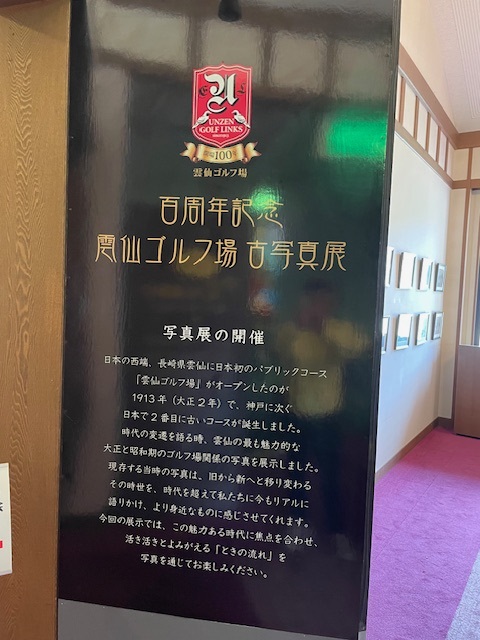 U
G L
UNZEN
GOLF LINKS
100
雲仙ゴルフ場
百周年記念
雲仙ゴルフ場 古写真展
写真展の開催
日本の西端、長崎県雲仙に日本初のパブリックコース
「雲仙ゴルフ場」がオープンしたのが
1913年（大正2年）で、神戸に次ぐ
日本で2番目に古いコースが誕生しました。
時代の変遷を語る時、雲仙の最も魅力的な
大正と昭和期のゴルフ場関係の写真を展示しました。
現存する当時の写真は、旧から新へと移り変わる
その時世を、時代を超えて私たちに今もリアルに
語りかけ、より身近なものに感じさせてくれます。
今回の展示では、この魅力ある時代に焦点を合わせ、
活き活きとよみがえる「ときの流れ」を
写真を通じてお楽しみください。